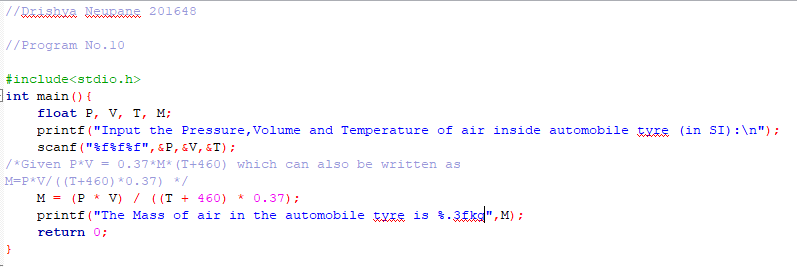 //Drishya Neupane 201648
//Program No.10
#include<stdio.h>
int main(){
float P, V, T, M;
printf("Input the Pressure,Volume and Temperature of air inside automobile tyre (in SI):\n");
scanf("%f%f%f",&P,&V,&T);
/*Given P*V = 0.37*M*(T+460) which can also be written as
M=P*V/((T+460)*0.37) */
M = (P * V) / ((T + 460) * 0.37);
printf("The Mass of air in the automobile tyre is %.3fkg",M);
return 0;
}